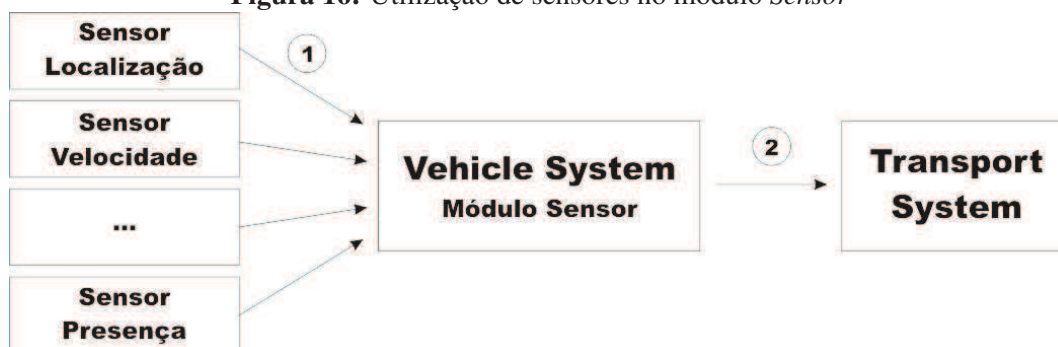 Figura 16: Utilização de sensores no módulo Sensor
Sensor
Localização
1
Sensor
Velocidade
...
Sensor
Presença
Vehicle System
Módulo Sensor
2
Transport
System